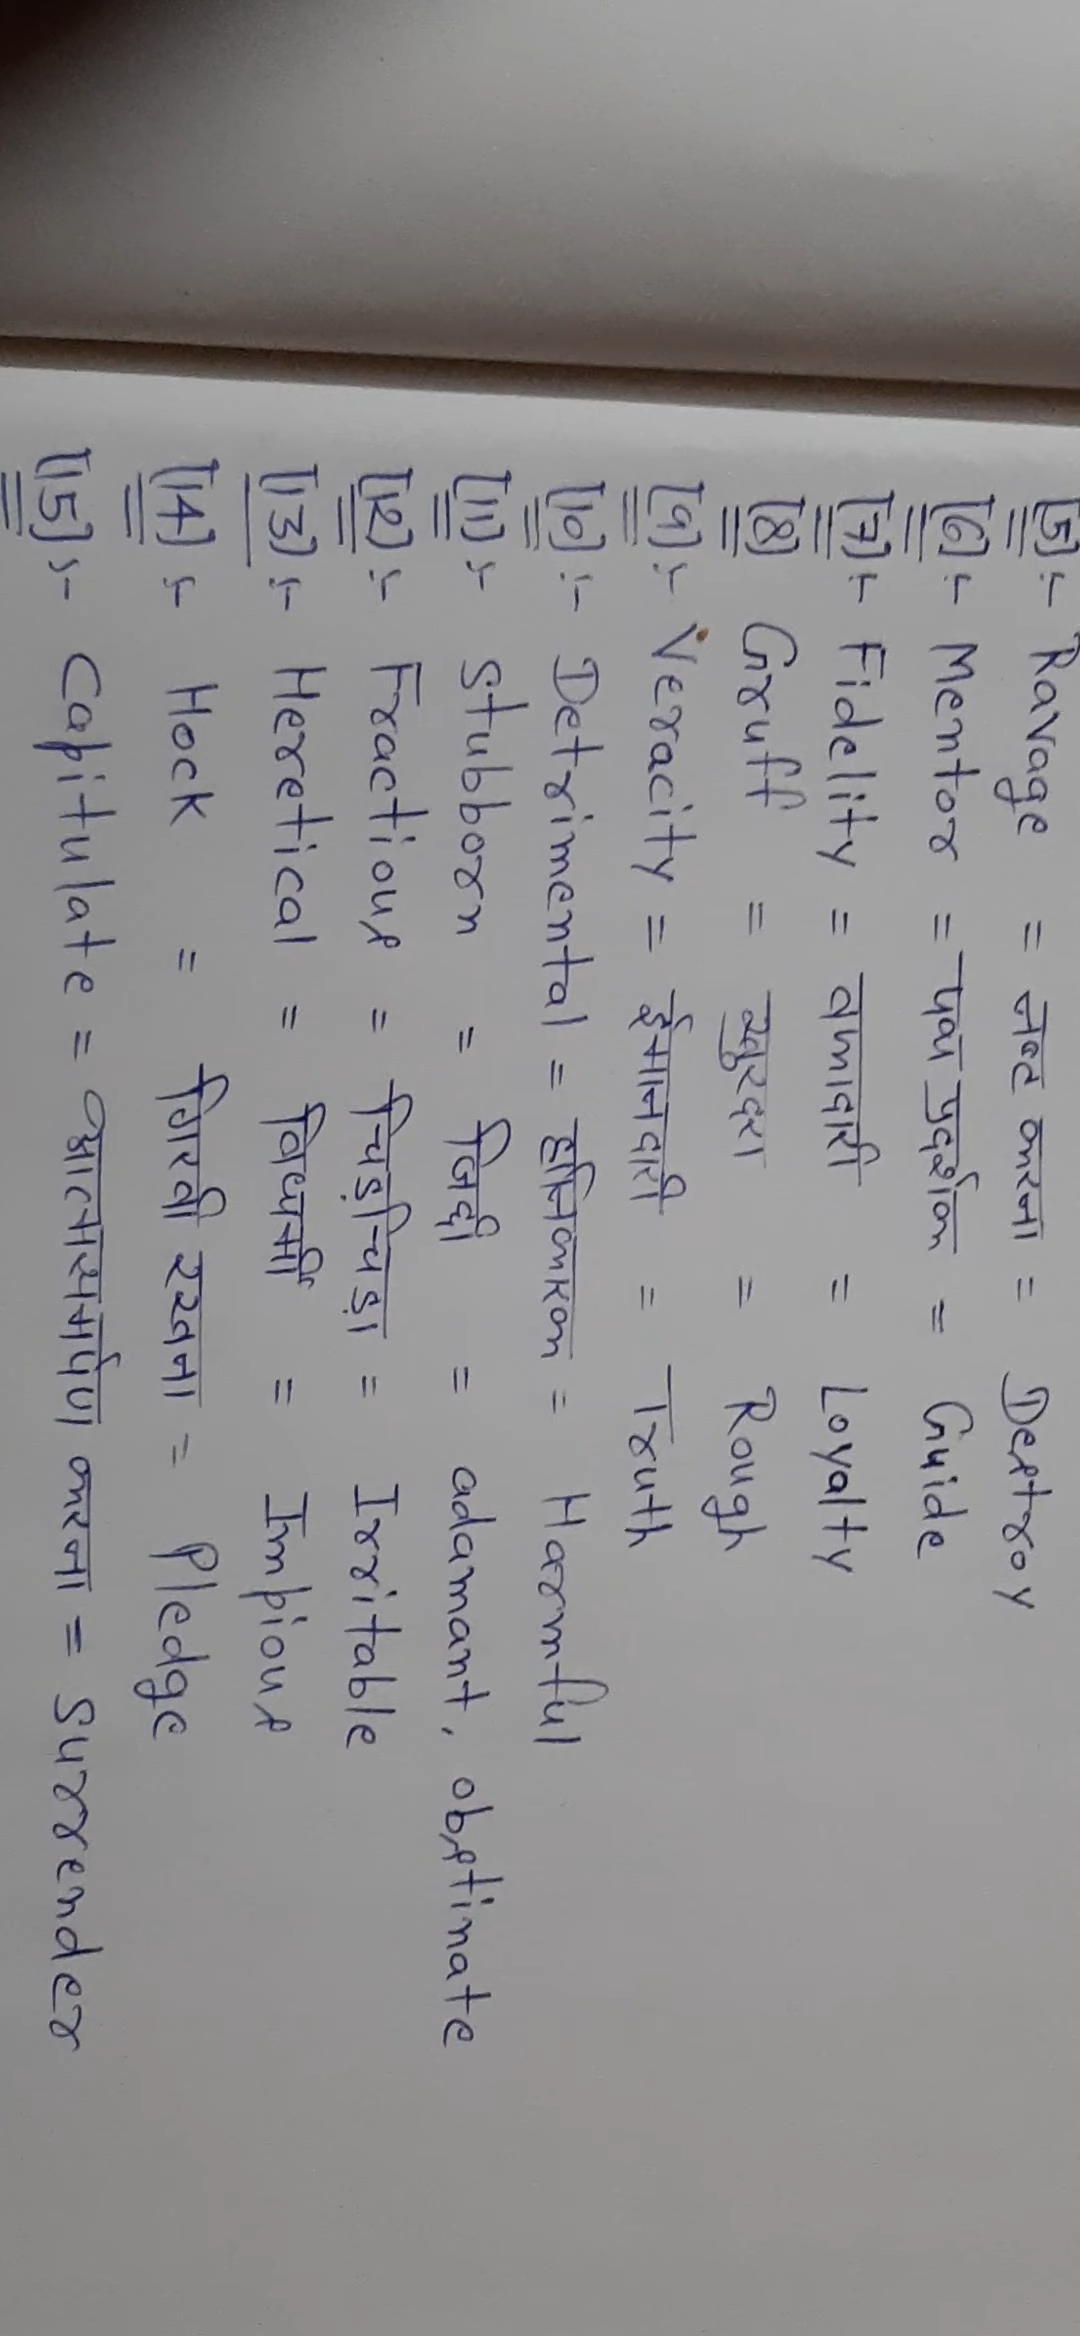 [5]:- Ravage = नष्ट करना = Destroy
[6]:- Mentor = पथ प्रदर्शक = Guide
[7]:- Fidelity = वफादारी = Loyalty
[8] Gruff = खुरदरा = Rough
[9]:- Veracity = ईमानदारी = Truth
[10]:- Detrimental = हानिकारक = Harmful
[11]:- Stubborn = जिद्दी = adamant, obstinate
[12]:- Fractious = चिड़चिड़ा = Irritable
[13]:- Heretical = विधर्मी = Impious
[14]:- Hock = गिरवी रखना = Pledge
[15]:- Capitulate = आत्मसमर्पण करना = Surrender